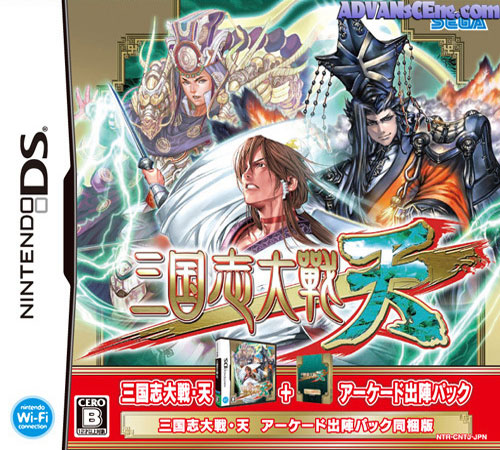 ADVANsCEne.com
SEGA
NINTENDO DS
三国志大戦
天
三国志大戦・天 + アーケード出陣パック
三国志大戦・天 アーケード出陣パック同梱版
nintendo
Wi-Fi
connection
CERO
B
NTR-CNTJ-JPN